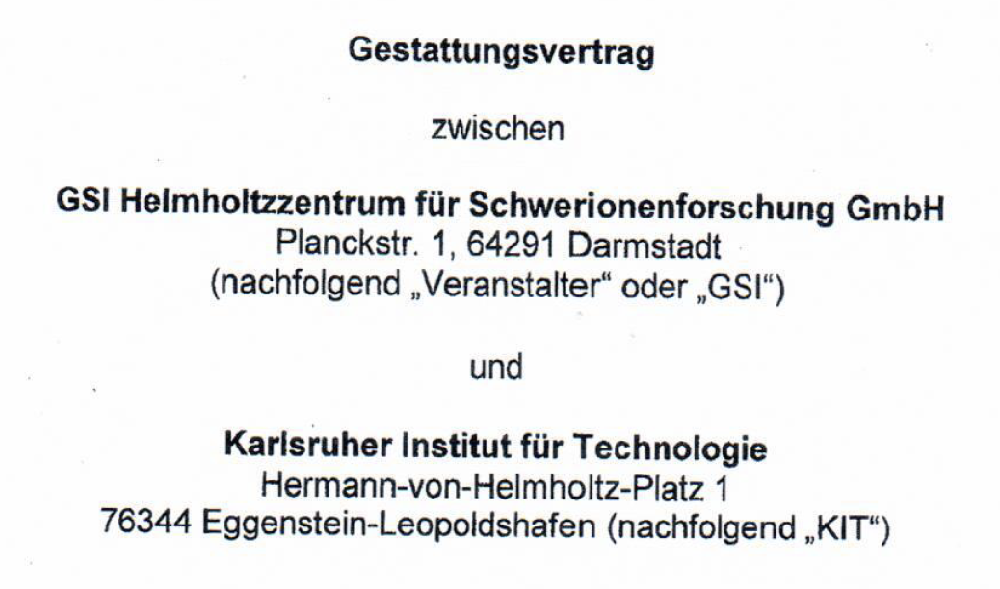 Gestattungsvertrag
zwischen
GSI Helmholtzzentrum für Schwerionenforschung GmbH
Planckstr. 1, 64291 Darmstadt
(nachfolgend „Veranstalter“ oder „GSI“)
und
Karlsruher Institut für Technologie
Hermann-von-Helmholtz-Platz 1
76344 Eggenstein-Leopoldshafen (nachfolgend „KIT“)